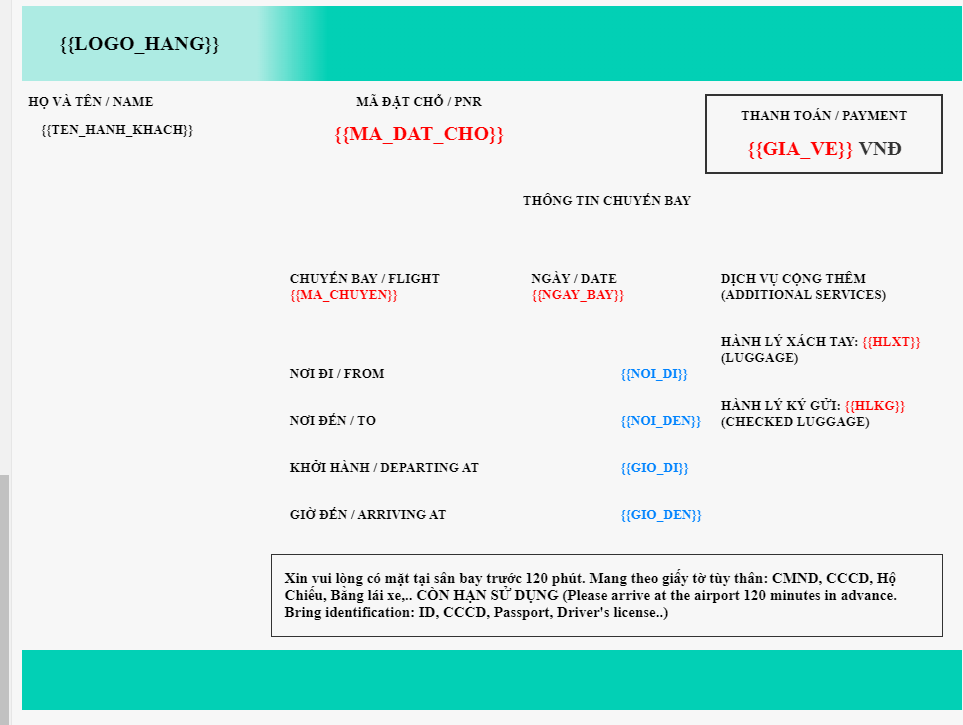 {{LOGO_HANG}}
HỌ VÀ TÊN / NAME
{{TEN_HANH_KHACH}}
MÃ ĐẶT CHỖ / PNR
{{MA_DAT_CHO}}
THANH TOÁN / PAYMENT
{{GIA_VE}} VNĐ
THÔNG TIN CHUYẾN BAY
CHUYẾN BAY / FLIGHT
{{MA_CHUYEN}}
NGÀY / DATE
{{NGAY_BAY}}
DỊCH VỤ CỘNG THÊM
(ADDITIONAL SERVICES)
HÀNH LÝ XÁCH TAY: {{HLXT}}
(LUGGAGE)
HÀNH LÝ KÝ GỬI: {{HLKG}}
(CHECKED LUGGAGE)
NƠI ĐI / FROM {{NOI_DI}}
NƠI ĐẾN / TO {{NOI_DEN}}
KHỞI HÀNH / DEPARTING AT {{GIO_DI}}
GIỜ ĐẾN / ARRIVING AT {{GIO_DEN}}
Xin vui lòng có mặt tại sân bay trước 120 phút. Mang theo giấy tờ tùy thân: CMND, CCCD, Hộ
Chiếu, Bằng lái xe,.. CÒN HẠN SỬ DỤNG (Please arrive at the airport 120 minutes in advance.
Bring identification: ID, CCCD, Passport, Driver's license..)